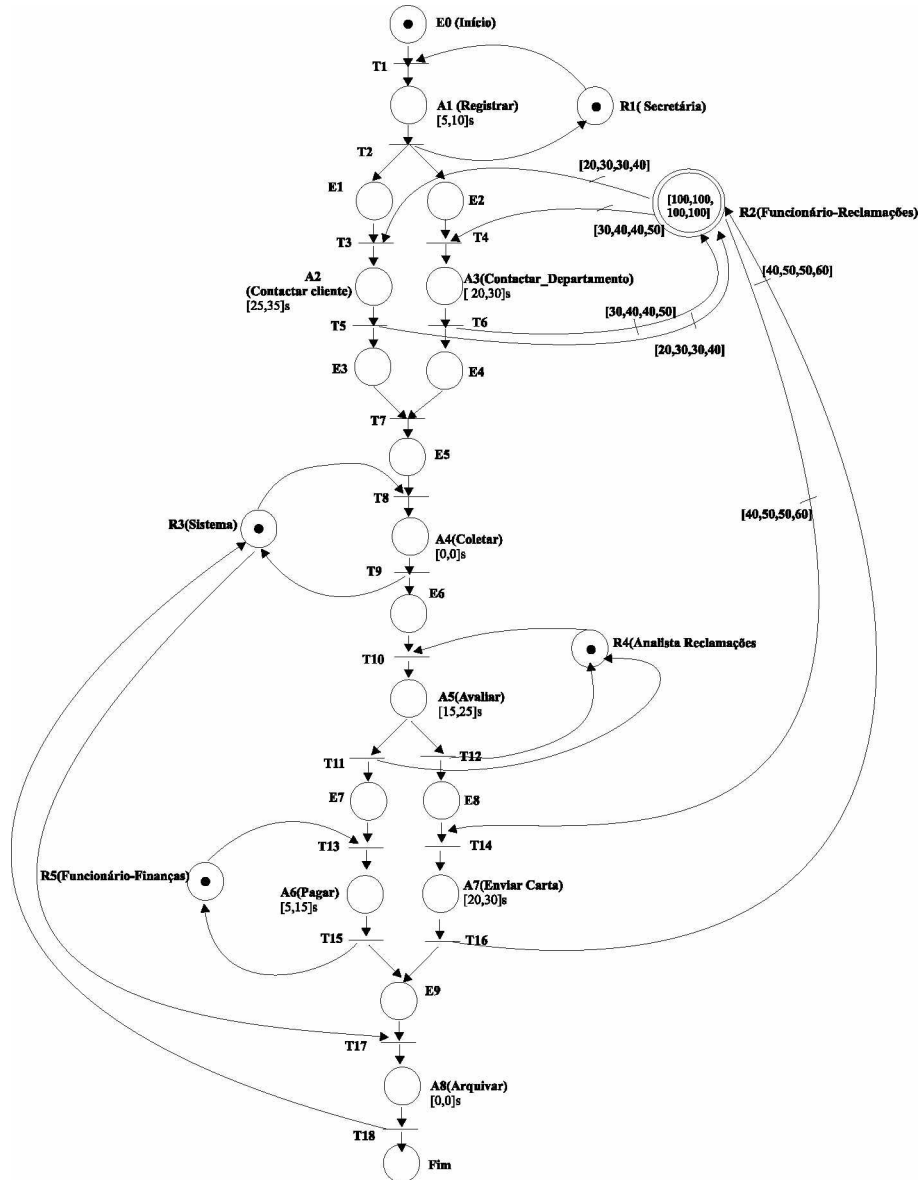 E0 (Início)
T1
A1 (Registrar)
[5,10]s
R1( Secretária)
T2
[20,30,30,40]
E1
E2
[100,100,
100,100]
R2(Funcionário-Reclamações)
[30,40,40,50]
T3
T4
A2
(Contactar cliente)
[25,35]s
A3(Contactar_Departamento)
[ 20,30]s
[40,50,50,60]
[30,40,40,50]
T5
T6
[20,30,30,40]
E3
E4
T7
E5
T8
R3(Sistema)
A4(Coletar)
[0,0]s
[40,50,50,60]
T9
E6
R4(Analista Reclamações
T10
A5(Avaliar)
[15,25]s
T11
T12
E7
E8
T13
T14
R5(Funcionário-Finanças)
A6(Pagar)
[5,15]s
A7(Enviar Carta)
[20,30]s
T15
T16
E9
T17
A8(Arquivar)
[0,0]s
T18
Fim